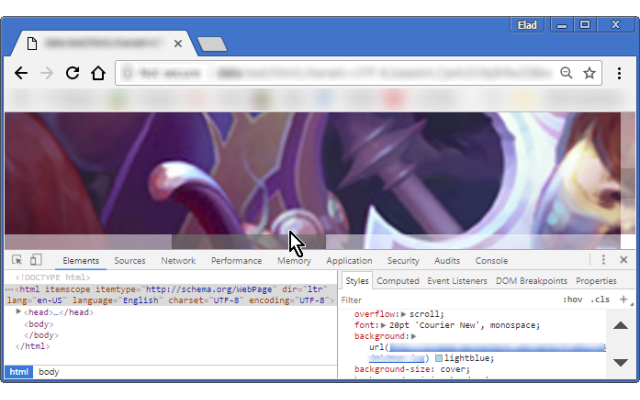 Elad
Elements Sources Network Performance Memory Application Security Audits Console
<!DOCTYPE html>
<html itemscope itemtype="http://schema.org/WebPage" dir="ltr"
lang="en-US" language="English" charset="UTF-8" encoding="UTF-8">
<head>…</head>
<body>
</body>
</html>
html body
Styles Computed Event Listeners DOM Breakpoints Properties
Filter :hov .cls +
overflow: scroll;
font: 20pt 'Courier New', monospace;
background:
url(
) lightblue;
background-size: cover;